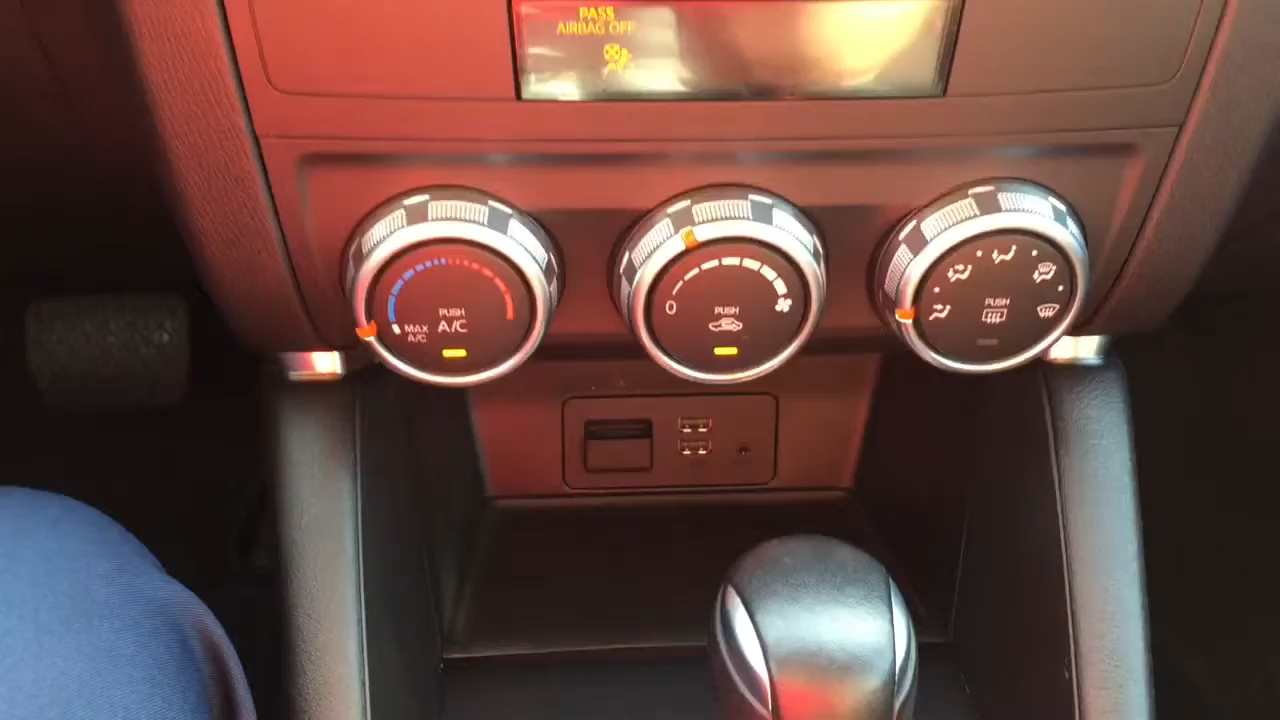 PASS
AIRBAG OFF
PUSH
A/C
MAX
A/C
0
PUSH
PUSH